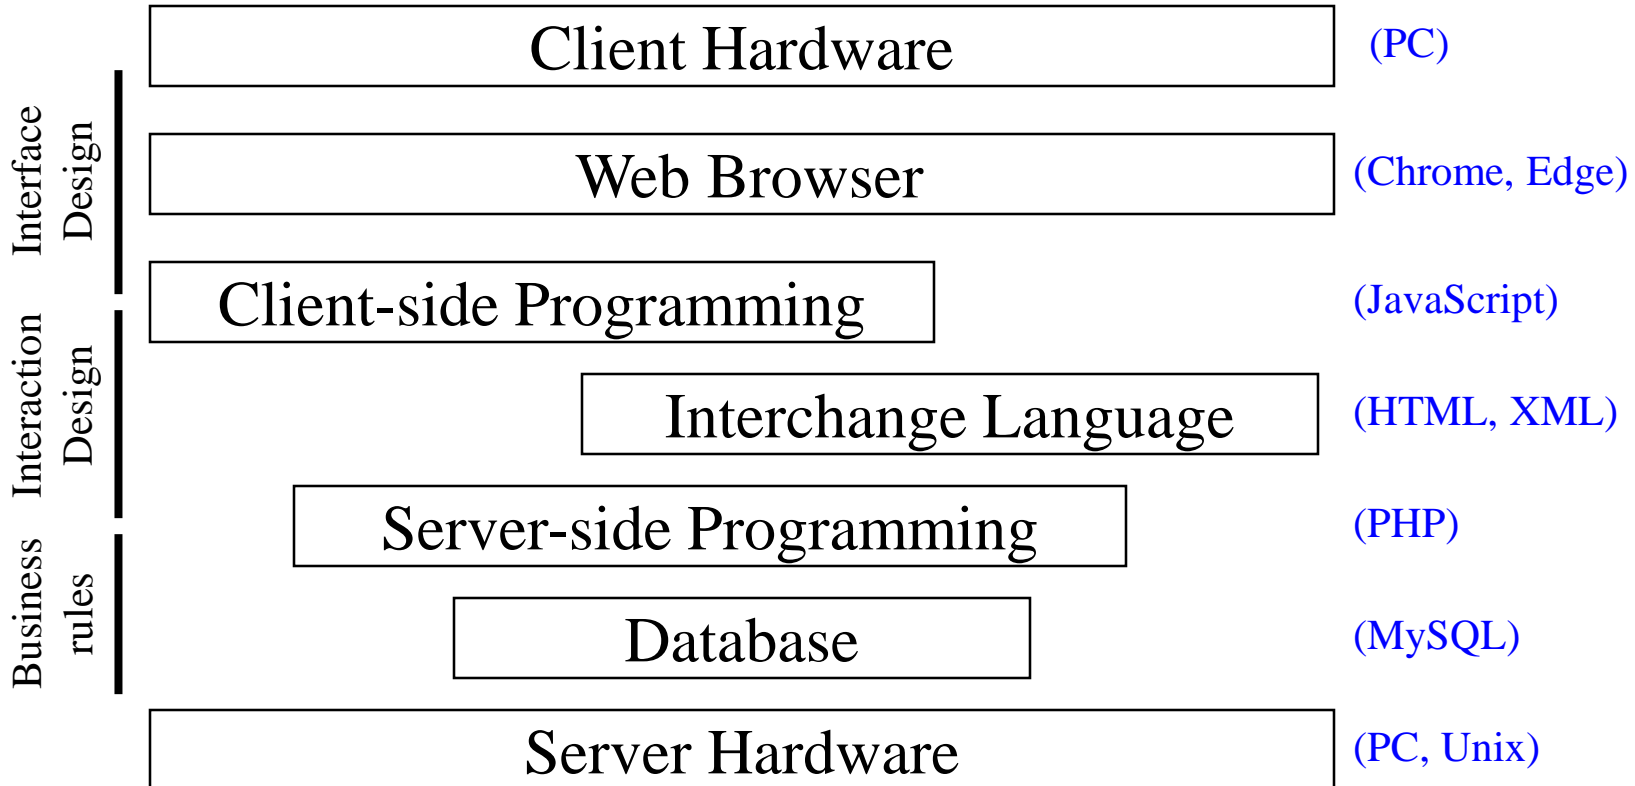 Client Hardware (PC)
Interface
Design
Web Browser (Chrome, Edge)
Client-side Programming (JavaScript)
Interaction
Design
Interchange Language (HTML, XML)
Server-side Programming (PHP)
Business
rules
Database (MySQL)
Server Hardware (PC, Unix)